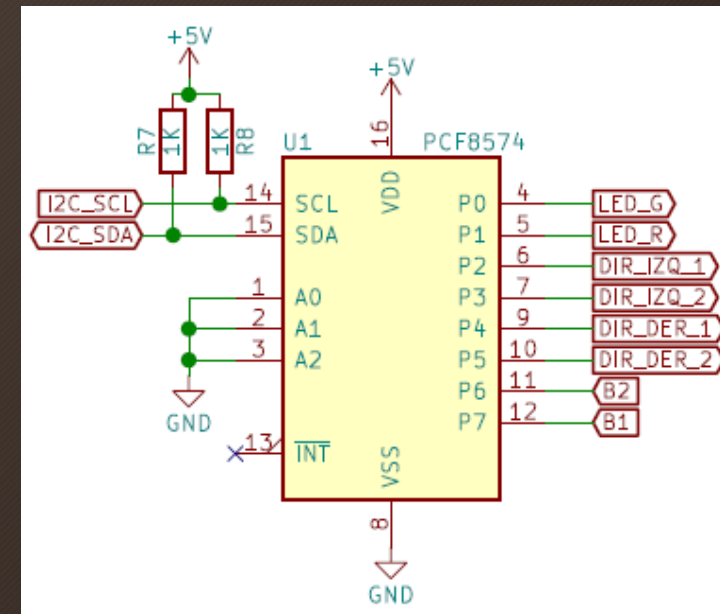 +5V
+5V
R7
1K
1K
R8
U1
PCF8574
16
VDD
I2C_SCL
14
SCL
P0
4
LED_G
I2C_SDA
15
SDA
P1
5
LED_R
P2
6
DIR_IZQ_1
1
A0
P3
7
DIR_IZQ_2
2
A1
P4
9
DIR_DER_1
3
A2
P5
10
DIR_DER_2
P6
11
B2
GND
P7
12
B1
13
INT
VSS
8
GND